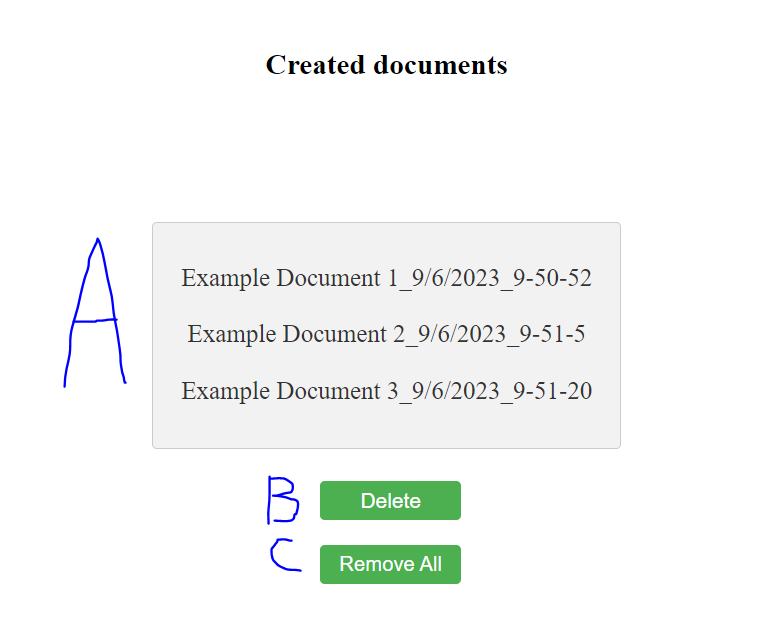 Created documents
A
Example Document 1_9/6/2023_9-50-52
Example Document 2_9/6/2023_9-51-5
Example Document 3_9/6/2023_9-51-20
B Delete
C Remove All